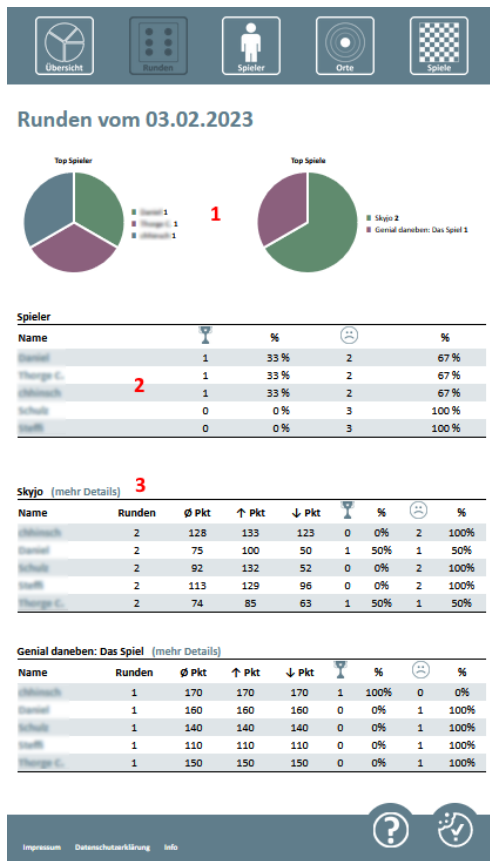 Übersicht Runden Spieler Orte Spiele
Runden vom 03.02.2023
Top Spieler Top Spiele
1
1
1
1
Skyjo 2
Genial daneben: Das Spiel 1
Spieler
Name % %
1 33 % 2 67 %
1 33 % 2 67 %
2
1 33 % 2 67 %
0 0 % 3 100 %
0 0 % 3 100 %
3
Skyjo (mehr Details)
Name Runden Ø Pkt ↑ Pkt ↓ Pkt % %
2 128 133 123 0 0% 2 100%
2 75 100 50 1 50% 1 50%
2 92 132 52 0 0% 2 100%
2 113 129 96 0 0% 2 100%
2 74 85 63 1 50% 1 50%
Genial daneben: Das Spiel (mehr Details)
Name Runden Ø Pkt ↑ Pkt ↓ Pkt % %
1 170 170 170 1 100% 0 0%
1 160 160 160 0 0% 1 100%
1 140 140 140 0 0% 1 100%
1 110 110 110 0 0% 1 100%
1 150 150 150 0 0% 1 100%
?
Impressum Datenschutzerklärung Info